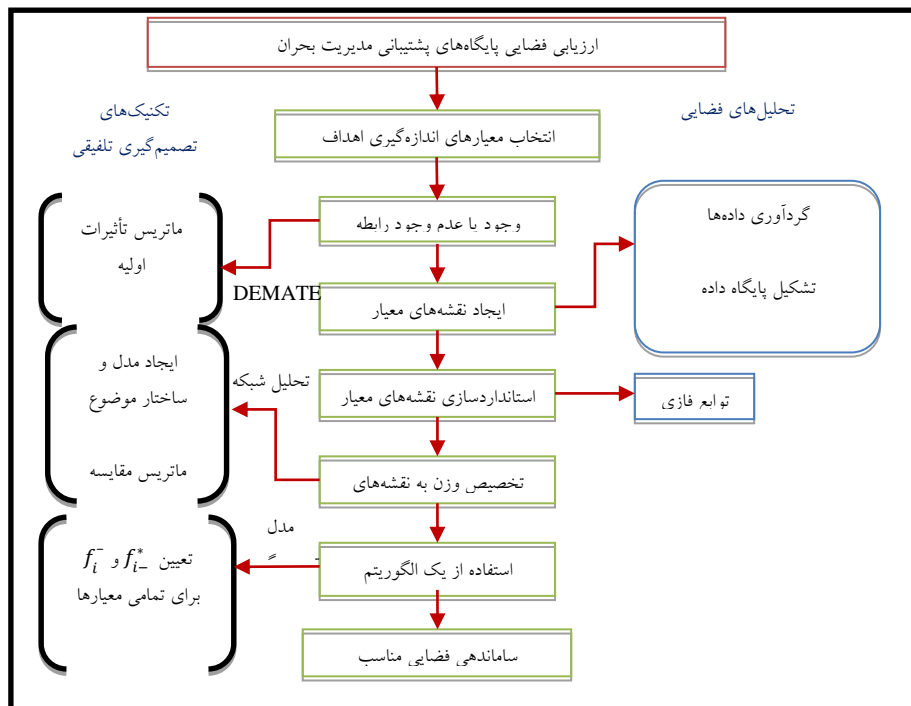 ارزیابی فضایی پایگاه‌های پشتیبانی مدیریت بحران
تحلیل‌های فضایی
تکنیک‌های
تصمیم‌گیری تلفیقی
انتخاب معیارهای اندازه‌گیری اهداف
وجود یا عدم وجود رابطه
ماتریس تأثیرات
اولیه
DEMATE
گردآوری داده‌ها
تشکیل پایگاه داده
ایجاد نقشه‌های معیار
استانداردسازی نقشه‌های معیار
توابع فازی
تحلیل شبکه
ایجاد مدل و
ساختار موضوع
ماتریس مقایسه
تخصیص وزن به نقشه‌های
مدل
استفاده از یک الگوریتم
تعیین f*i− و f−i
برای تمامی معیارها
ساماندهی فضایی مناسب